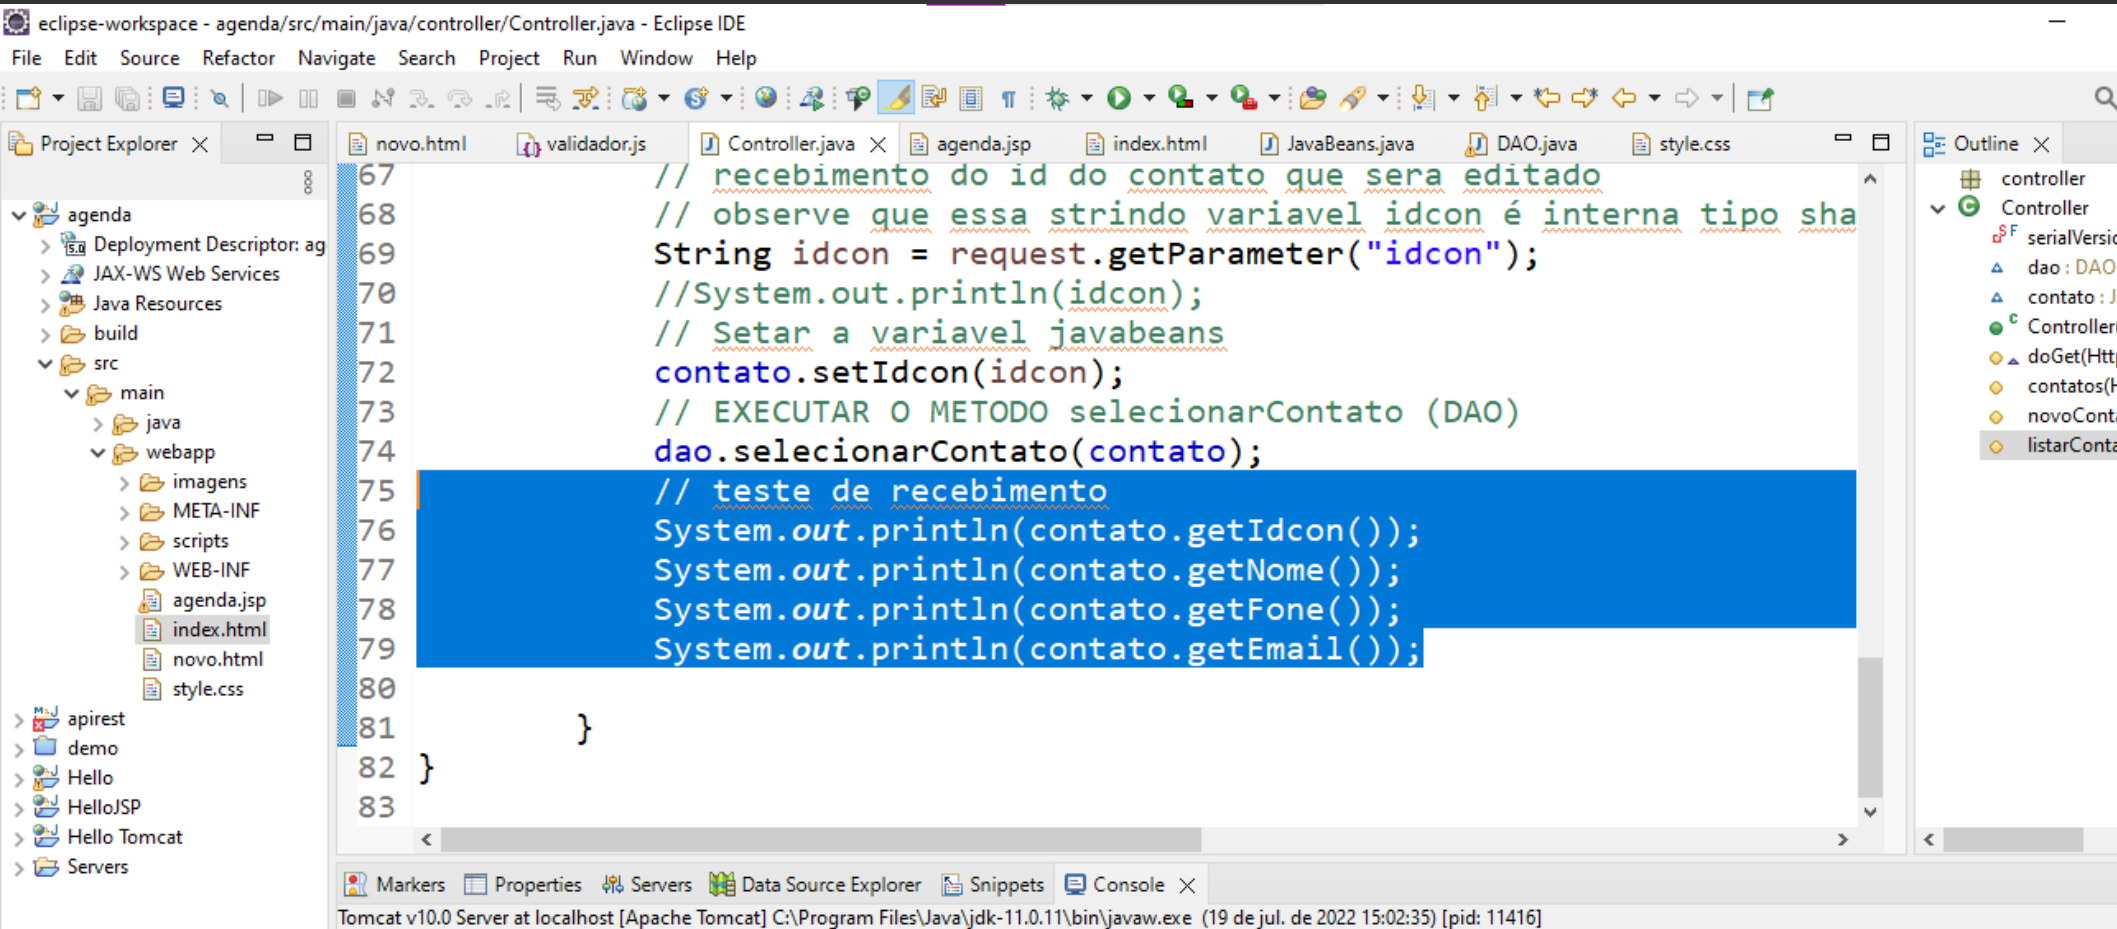 eclipse-workspace - agenda/src/main/java/controller/Controller.java - Eclipse IDE
File Edit Source Refactor Navigate Search Project Run Window Help
Project Explorer
agenda
Deployment Descriptor: ag
JAX-WS Web Services
Java Resources
build
src
main
java
webapp
imagens
META-INF
scripts
WEB-INF
agenda.jsp
index.html
novo.html
style.css
apirest
demo
Hello
HelloJSP
Hello Tomcat
Servers
novo.html validador.js Controller.java agenda.jsp index.html JavaBeans.java DAO.java style.css
67 // recebimento do id do contato que sera editado
68 // observe que essa strindo variavel idcon é interna tipo sha
69 String idcon = request.getParameter("idcon");
70 //System.out.println(idcon);
71 // Setar a variavel javabeans
72 contato.setIdcon(idcon);
73 // EXECUTAR O METODO selecionarContato (DAO)
74 dao.selecionarContato(contato);
75 // teste de recebimento
76 System.out.println(contato.getIdcon());
77 System.out.println(contato.getNome());
78 System.out.println(contato.getFone());
79 System.out.println(contato.getEmail());
80
81 }
82 }
83
Outline
controller
Controller
serialVersio
dao : DAO
contato : J
Controller(
doGet(Http
contatos(H
novoConta
listarConta
Markers Properties Servers Data Source Explorer Snippets Console
Tomcat v10.0 Server at localhost [Apache Tomcat] C:\Program Files\Java\jdk-11.0.11\bin\javaw.exe (19 de jul. de 2022 15:02:35) [pid: 11416]